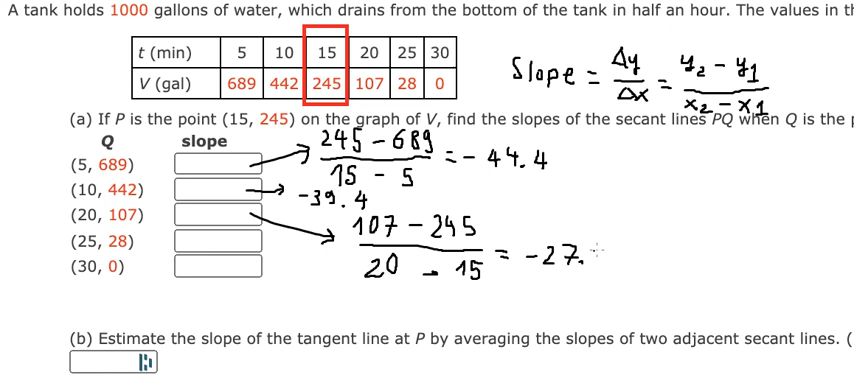 A tank holds 1000 gallons of water, which drains from the bottom of the tank in half an hour. The values in
t (min) 5 10 15 20 25 30
V (gal) 689 442 245 107 28 0
Slope = Δy/Δx = y₂ - y₁/x₂ - x1
(a) If P is the point (15, 245) on the graph of V, find the slopes of the secant lines PQ when Q is the
Q slope
(5, 689) 245 - 689/15 - 5 = - 44.4
(10, 442) -39.4
(20, 107) 107 - 245/20 - 15 = -27.
(25, 28)
(30, 0)
(b) Estimate the slope of the tangent line at P by averaging the slopes of two adjacent secant lines. (